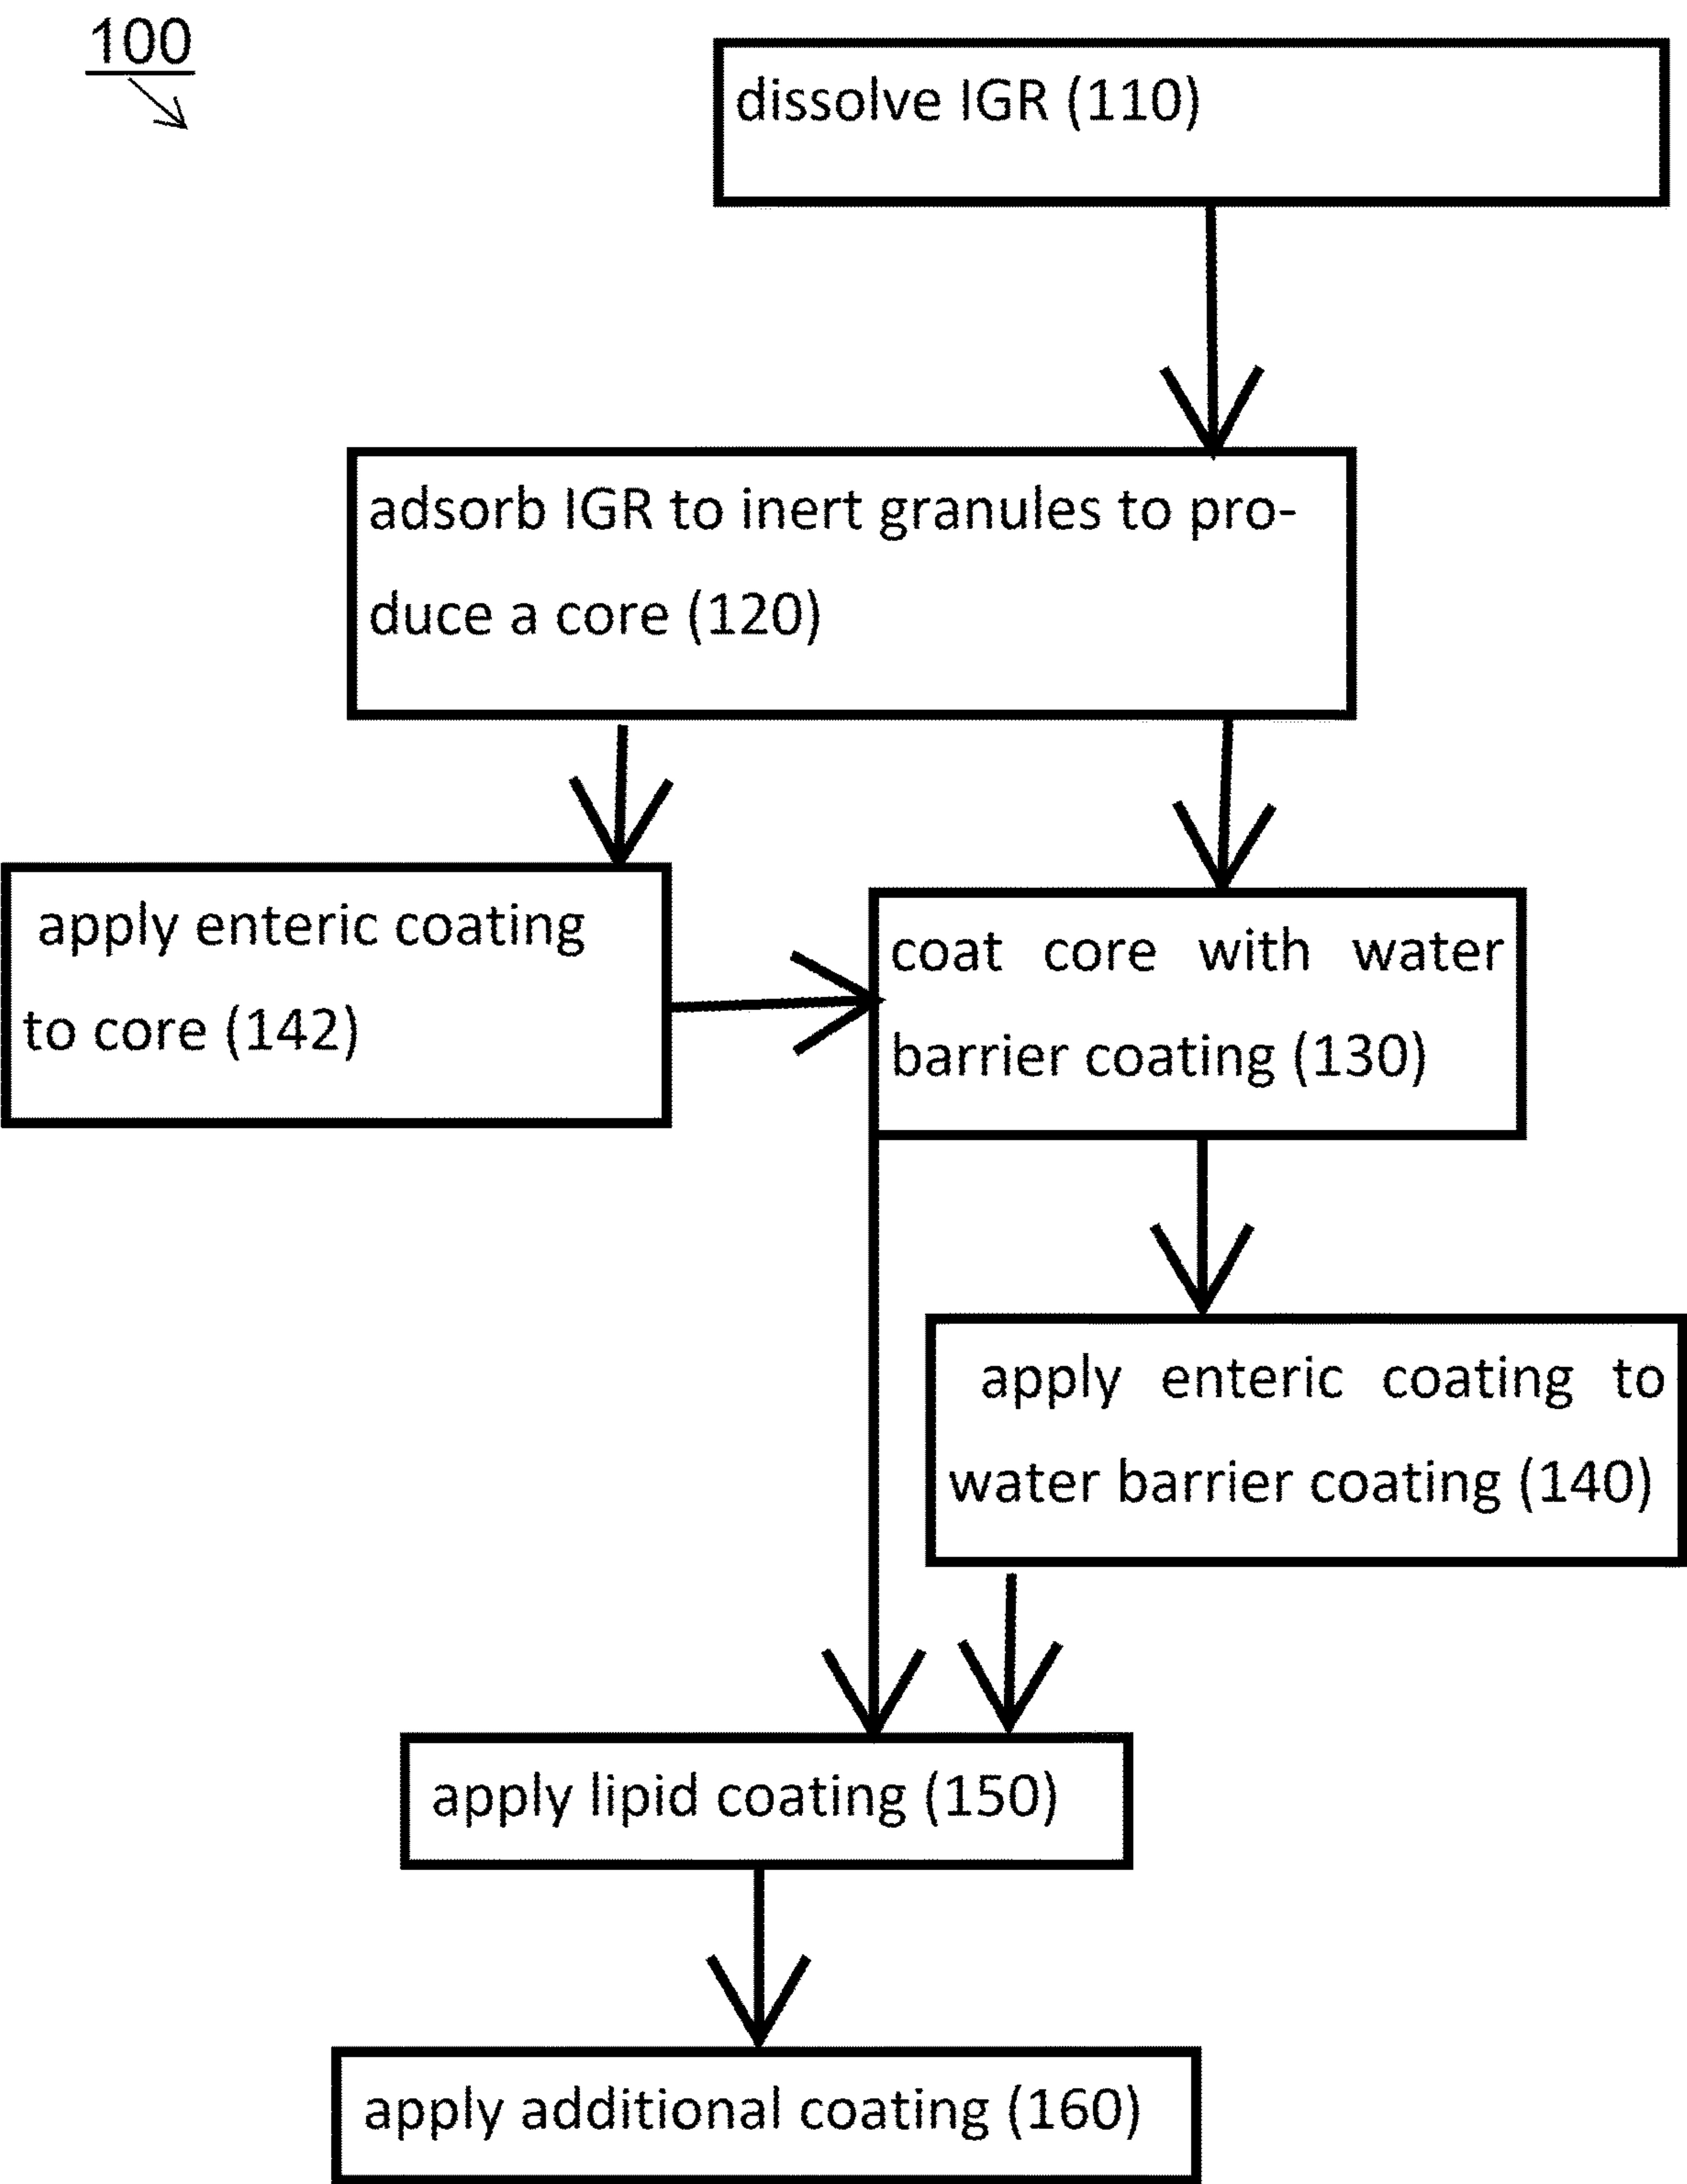 100
dissolve IGR (110)
adsorb IGR to inert granules to pro-
duce a core (120)
apply enteric coating
to core (142)
coat core with water
barrier coating (130)
apply enteric coating to
water barrier coating (140)
apply lipid coating (150)
apply additional coating (160)